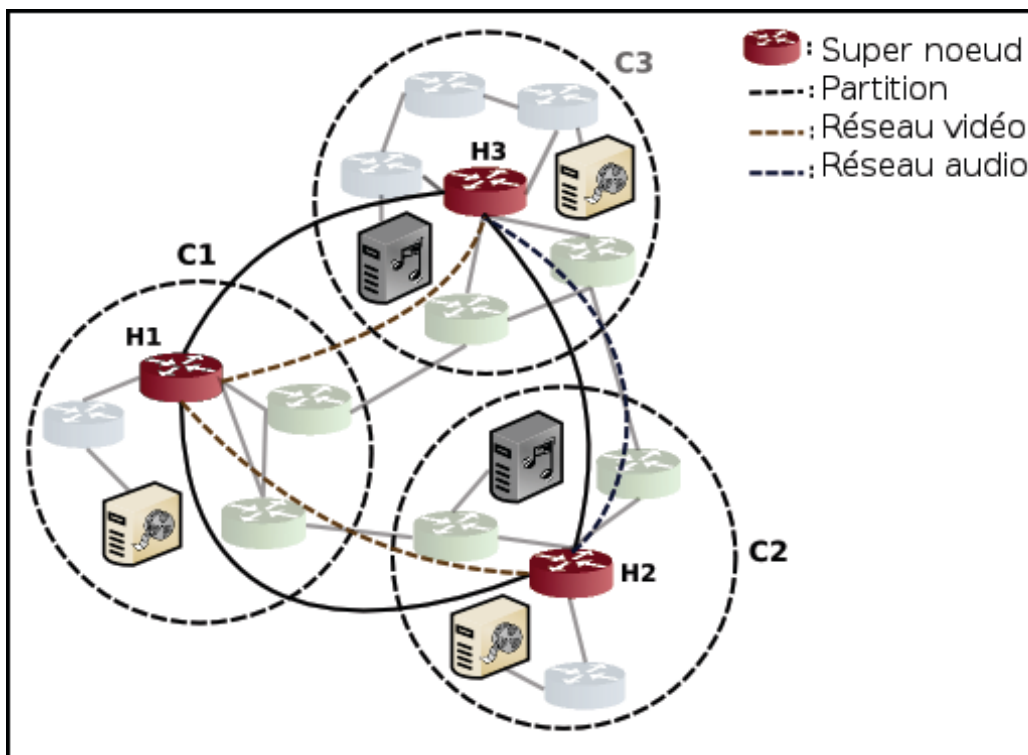 C3
: Super noeud
: Partition
: Réseau vidéo
: Réseau audio
H3
C1
H1
H2
C2